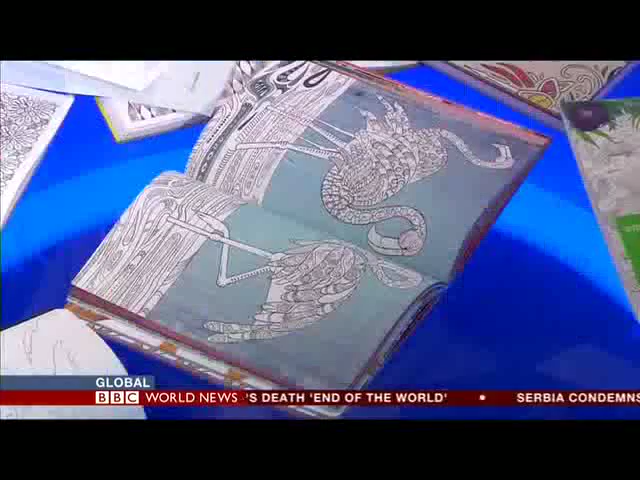 GLOBAL
BBC WORLD NEWS 'S DEATH 'END OF THE WORLD' • SERBIA CONDEMNS